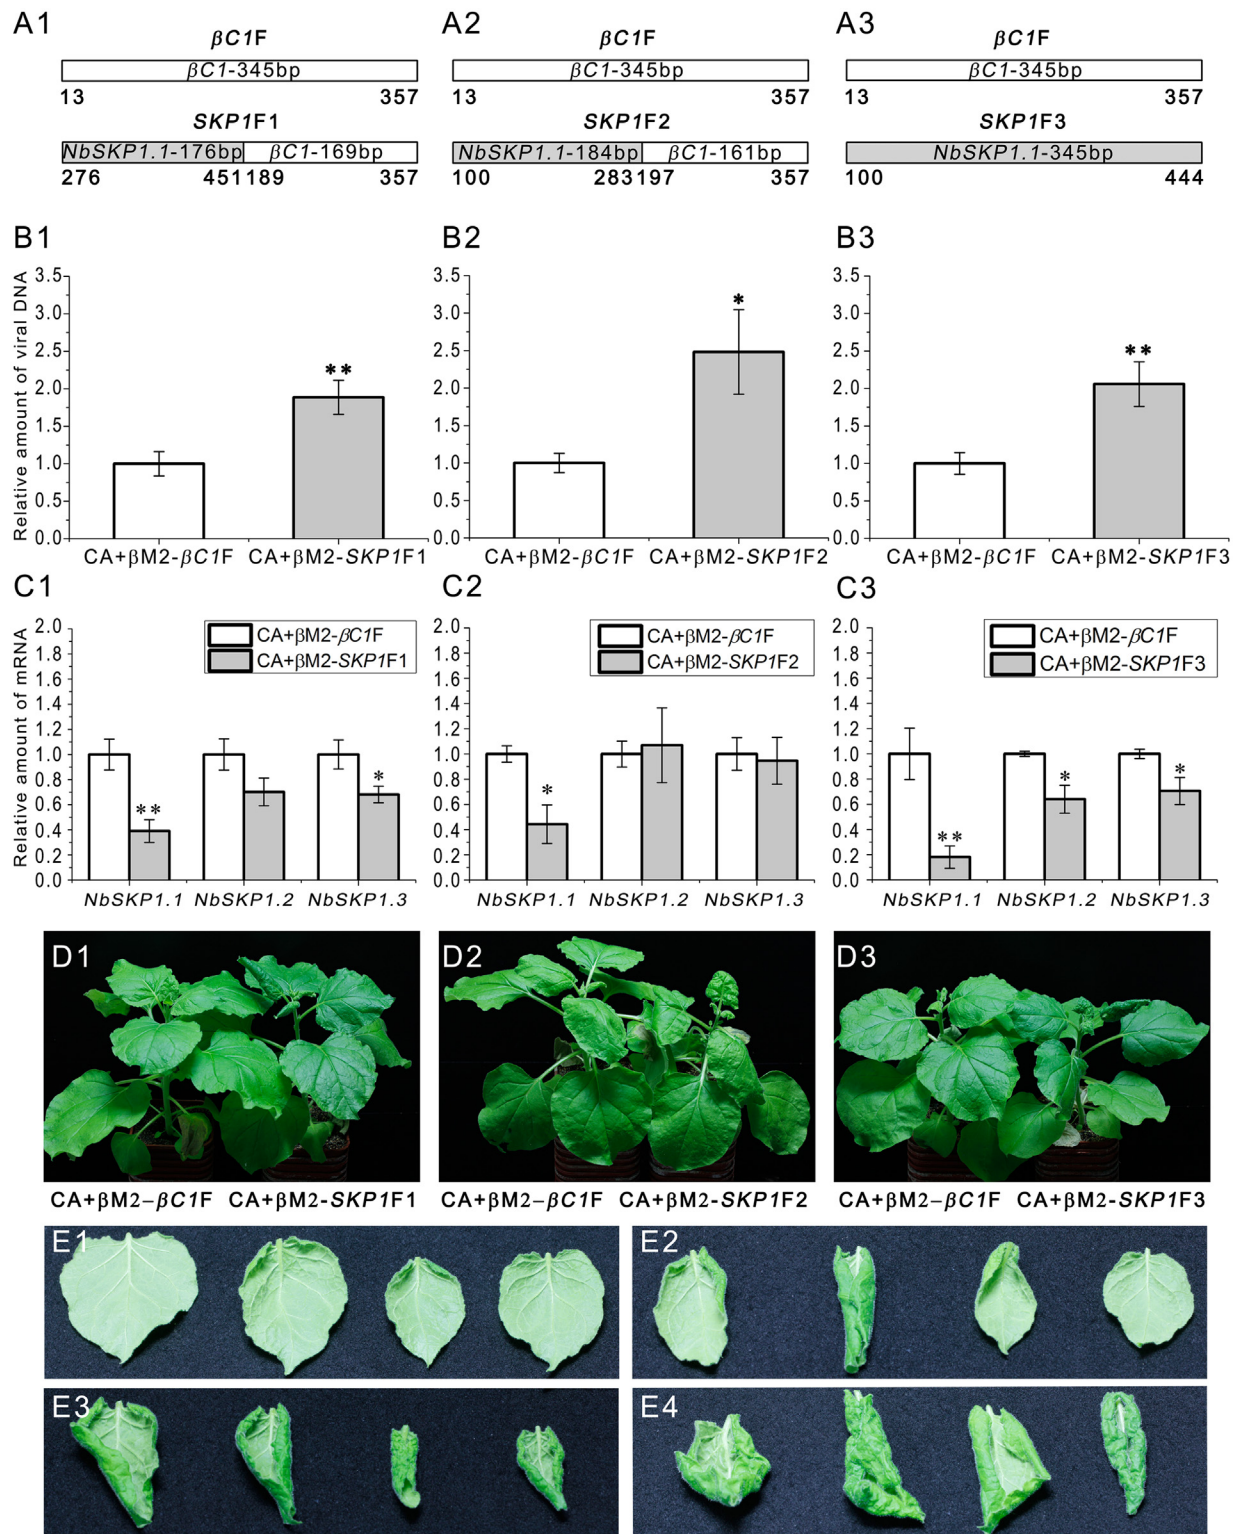 A1
A2
A3
βC1F
βC1F
βC1F
βC1-345bp
βC1-345bp
βC1-345bp
13 357
13 357
13 357
SKP1F1
SKP1F2
SKP1F3
NbSKP1.1-176bp βC1-169bp
NbSKP1.1-184bp βC1-161bp
NbSKP1.1-345bp
276 451 189 357
100 283 197 357
100 444
B1
B2
B3
Relative amount of viral DNA
3.5
3.0
2.5
2.0
1.5
1.0
0.5
0.0
**
CA+βM2-βC1F CA+βM2-SKP1F1
3.5
3.0
2.5
2.0
1.5
1.0
0.5
0.0
*
CA+βM2-βC1F CA+βM2-SKP1F2
3.5
3.0
2.5
2.0
1.5
1.0
0.5
0.0
**
CA+βM2-βC1F CA+βM2-SKP1F3
C1
C2
C3
Relative amount of mRNA
2.0
1.8
1.6
1.4
1.2
1.0
0.8
0.6
0.4
0.2
0.0
CA+βM2-βC1F
CA+βM2-SKP1F1
**
*
NbSKP1.1 NbSKP1.2 NbSKP1.3
2.0
1.8
1.6
1.4
1.2
1.0
0.8
0.6
0.4
0.2
0.0
CA+βM2-βC1F
CA+βM2-SKP1F2
*
NbSKP1.1 NbSKP1.2 NbSKP1.3
2.0
1.8
1.6
1.4
1.2
1.0
0.8
0.6
0.4
0.2
0.0
CA+βM2-βC1F
CA+βM2-SKP1F3
**
*
*
NbSKP1.1 NbSKP1.2 NbSKP1.3
D1
D2
D3
CA+βM2–βC1F CA+βM2-SKP1F1
CA+βM2–βC1F CA+βM2-SKP1F2
CA+βM2–βC1F CA+βM2-SKP1F3
E1
E2
E3
E4